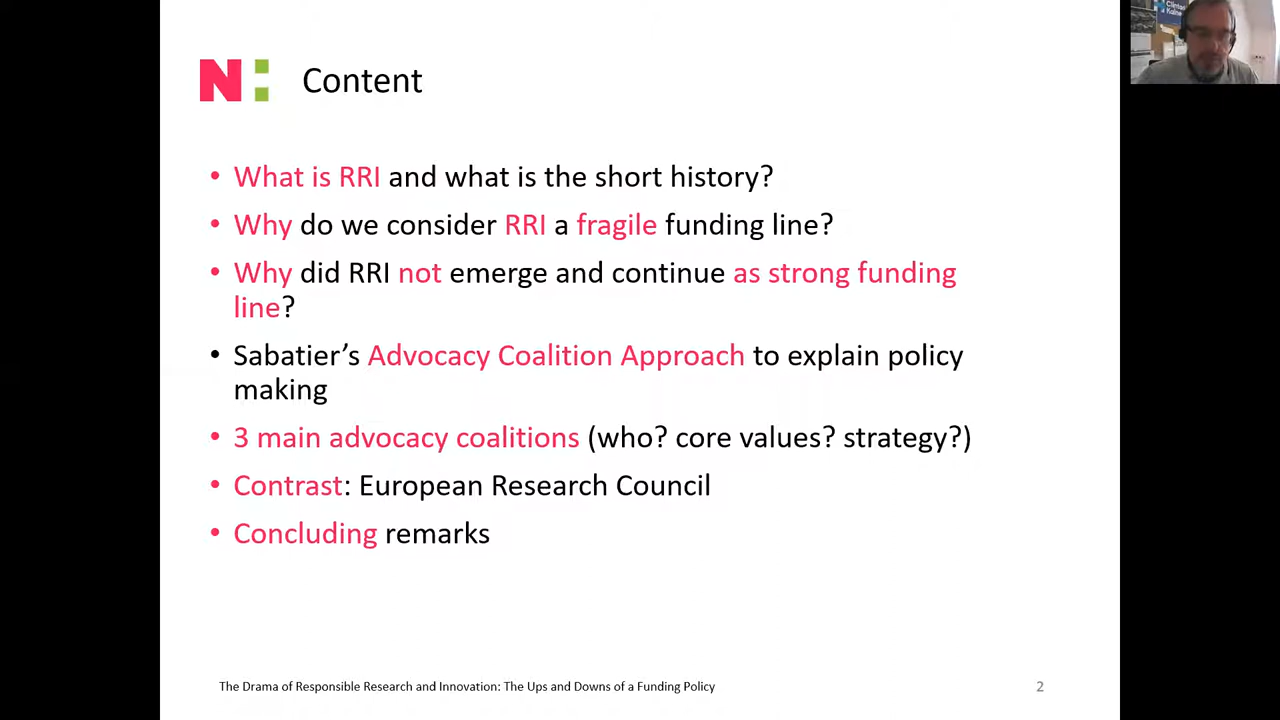 N:
Content
Clinton
Kaine
• What is RRI and what is the short history?
• Why do we consider RRI a fragile funding line?
• Why did RRI not emerge and continue as strong funding
line?
• Sabatier’s Advocacy Coalition Approach to explain policy
making
• 3 main advocacy coalitions (who? core values? strategy?)
• Contrast: European Research Council
• Concluding remarks
The Drama of Responsible Research and Innovation: The Ups and Downs of a Funding Policy
2